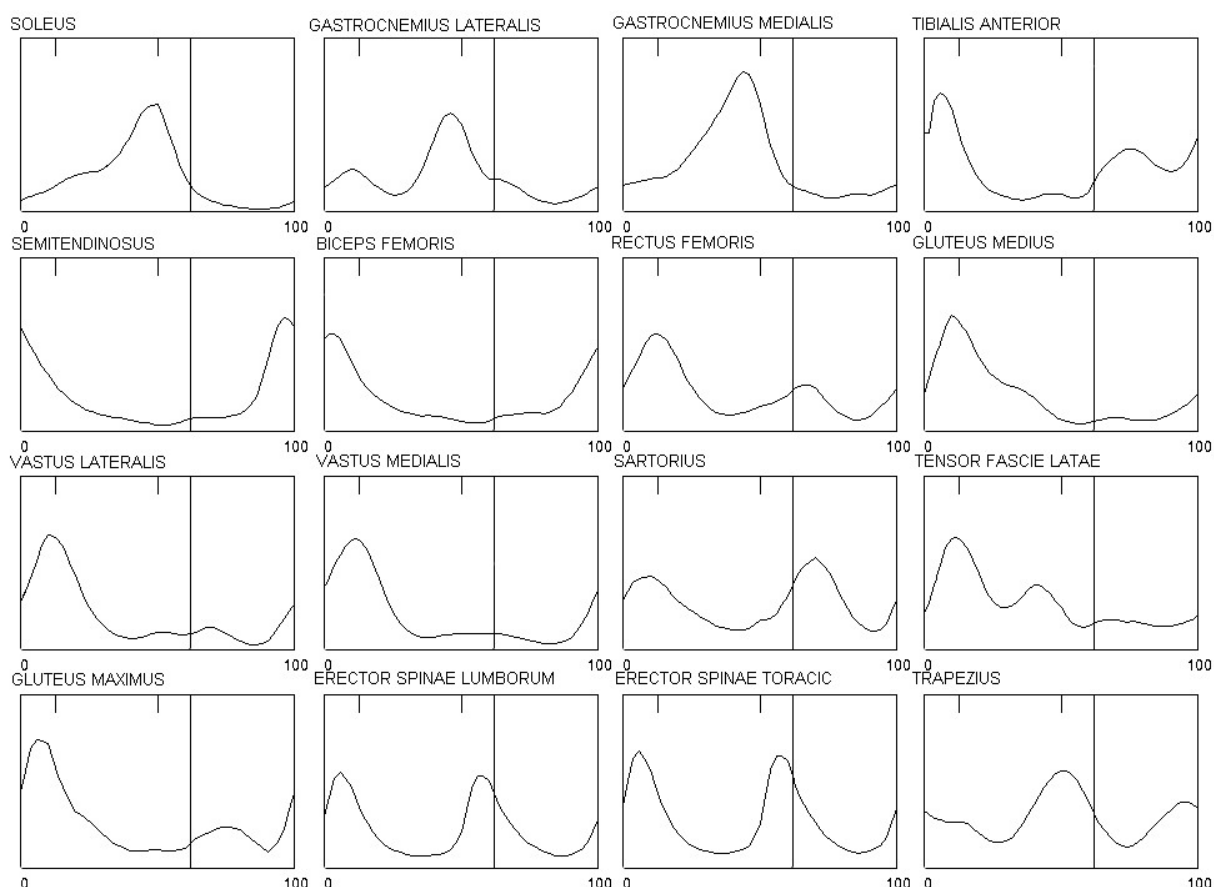 SOLEUS
GASTROCNEMIUS LATERALIS
GASTROCNEMIUS MEDIALIS
TIBIALIS ANTERIOR
0 100
0 100
0 100
0 100
SEMITENDINOSUS
BICEPS FEMORIS
RECTUS FEMORIS
GLUTEUS MEDIUS
0 100
0 100
0 100
0 100
VASTUS LATERALIS
VASTUS MEDIALIS
SARTORIUS
TENSOR FASCIE LATAE
0 100
0 100
0 100
0 100
GLUTEUS MAXIMUS
ERECTOR SPINAE LUMBORUM
ERECTOR SPINAE TORACIC
TRAPEZIUS
0 100
0 100
0 100
0 100